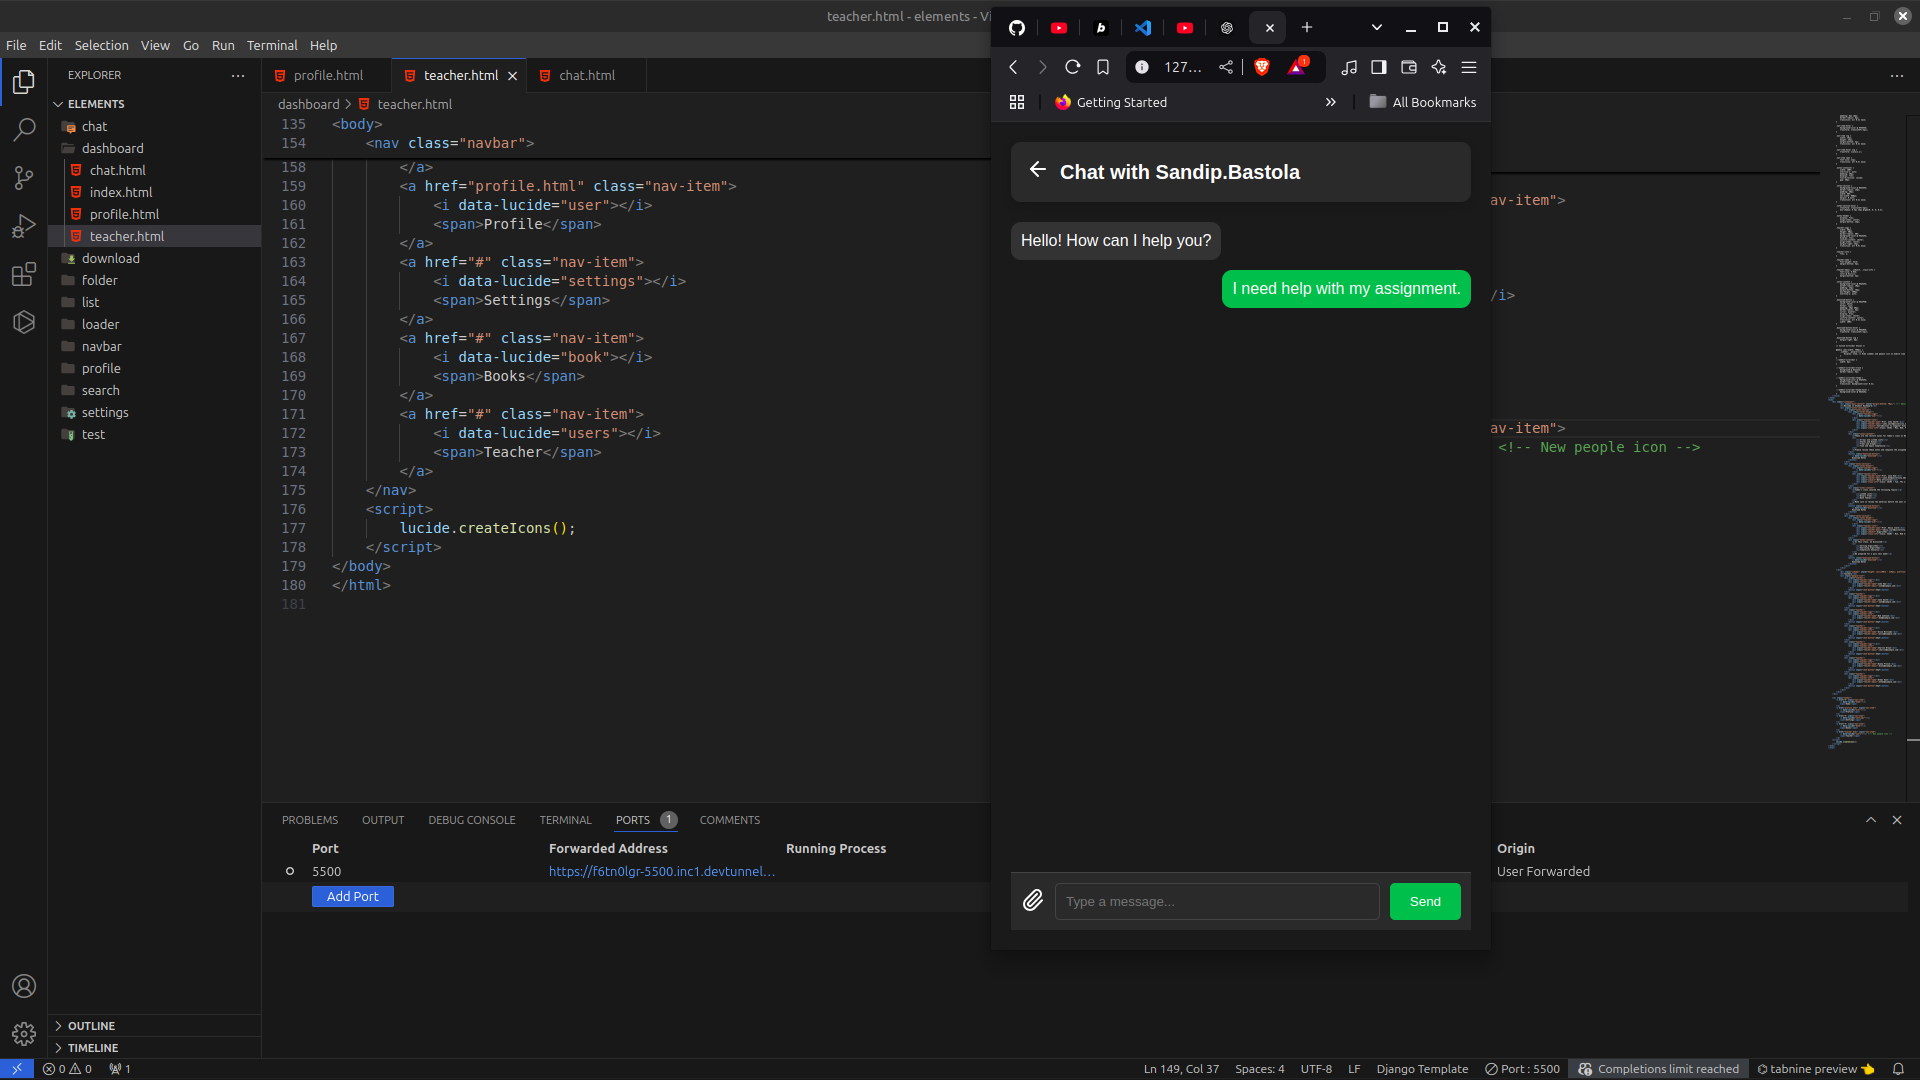 teacher.html - elements - Vi
File Edit Selection View Go Run Terminal Help
EXPLORER
ELEMENTS
chat
dashboard
chat.html
index.html
profile.html
teacher.html
download
folder
list
loader
navbar
profile
search
settings
test
OUTLINE
TIMELINE
profile.html
teacher.html
chat.html
dashboard > teacher.html
135 <body>
154 <nav class="navbar">
158 </a>
159 <a href="profile.html" class="nav-item">
160 <i data-lucide="user"></i>
161 <span>Profile</span>
162 </a>
163 <a href="#" class="nav-item">
164 <i data-lucide="settings"></i>
165 <span>Settings</span>
166 </a>
167 <a href="#" class="nav-item">
168 <i data-lucide="book"></i>
169 <span>Books</span>
170 </a>
171 <a href="#" class="nav-item">
172 <i data-lucide="users"></i>
173 <span>Teacher</span>
174 </a>
175 </nav>
176 <script>
177 lucide.createIcons();
178 </script>
179 </body>
180 </html>
181
127...
1
Getting Started
All Bookmarks
Chat with Sandip.Bastola
Hello! How can I help you?
I need help with my assignment.
Type a message...
Send
av-item">
/i>
av-item">
<!-- New people icon -->
PROBLEMS OUTPUT DEBUG CONSOLE TERMINAL PORTS 1 COMMENTS
Port Forwarded Address Running Process Origin
5500 https://f6tn0lgr-5500.inc1.devtunnel... User Forwarded
Add Port
0 0 1 Ln 149, Col 37 Spaces: 4 UTF-8 LF Django Template Port : 5500 Completions limit reached tabnine preview